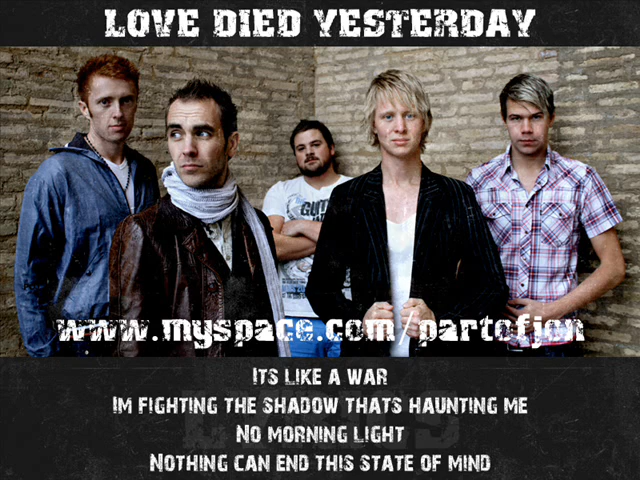 LOVE DIED YESTERDAY
GUIT
www.myspace.com/partofjon
ITS LIKE A WAR
IM FIGHTING THE SHADOW THATS HAUNTING ME
NO MORNING LIGHT
NOTHING CAN END THIS STATE OF MIND